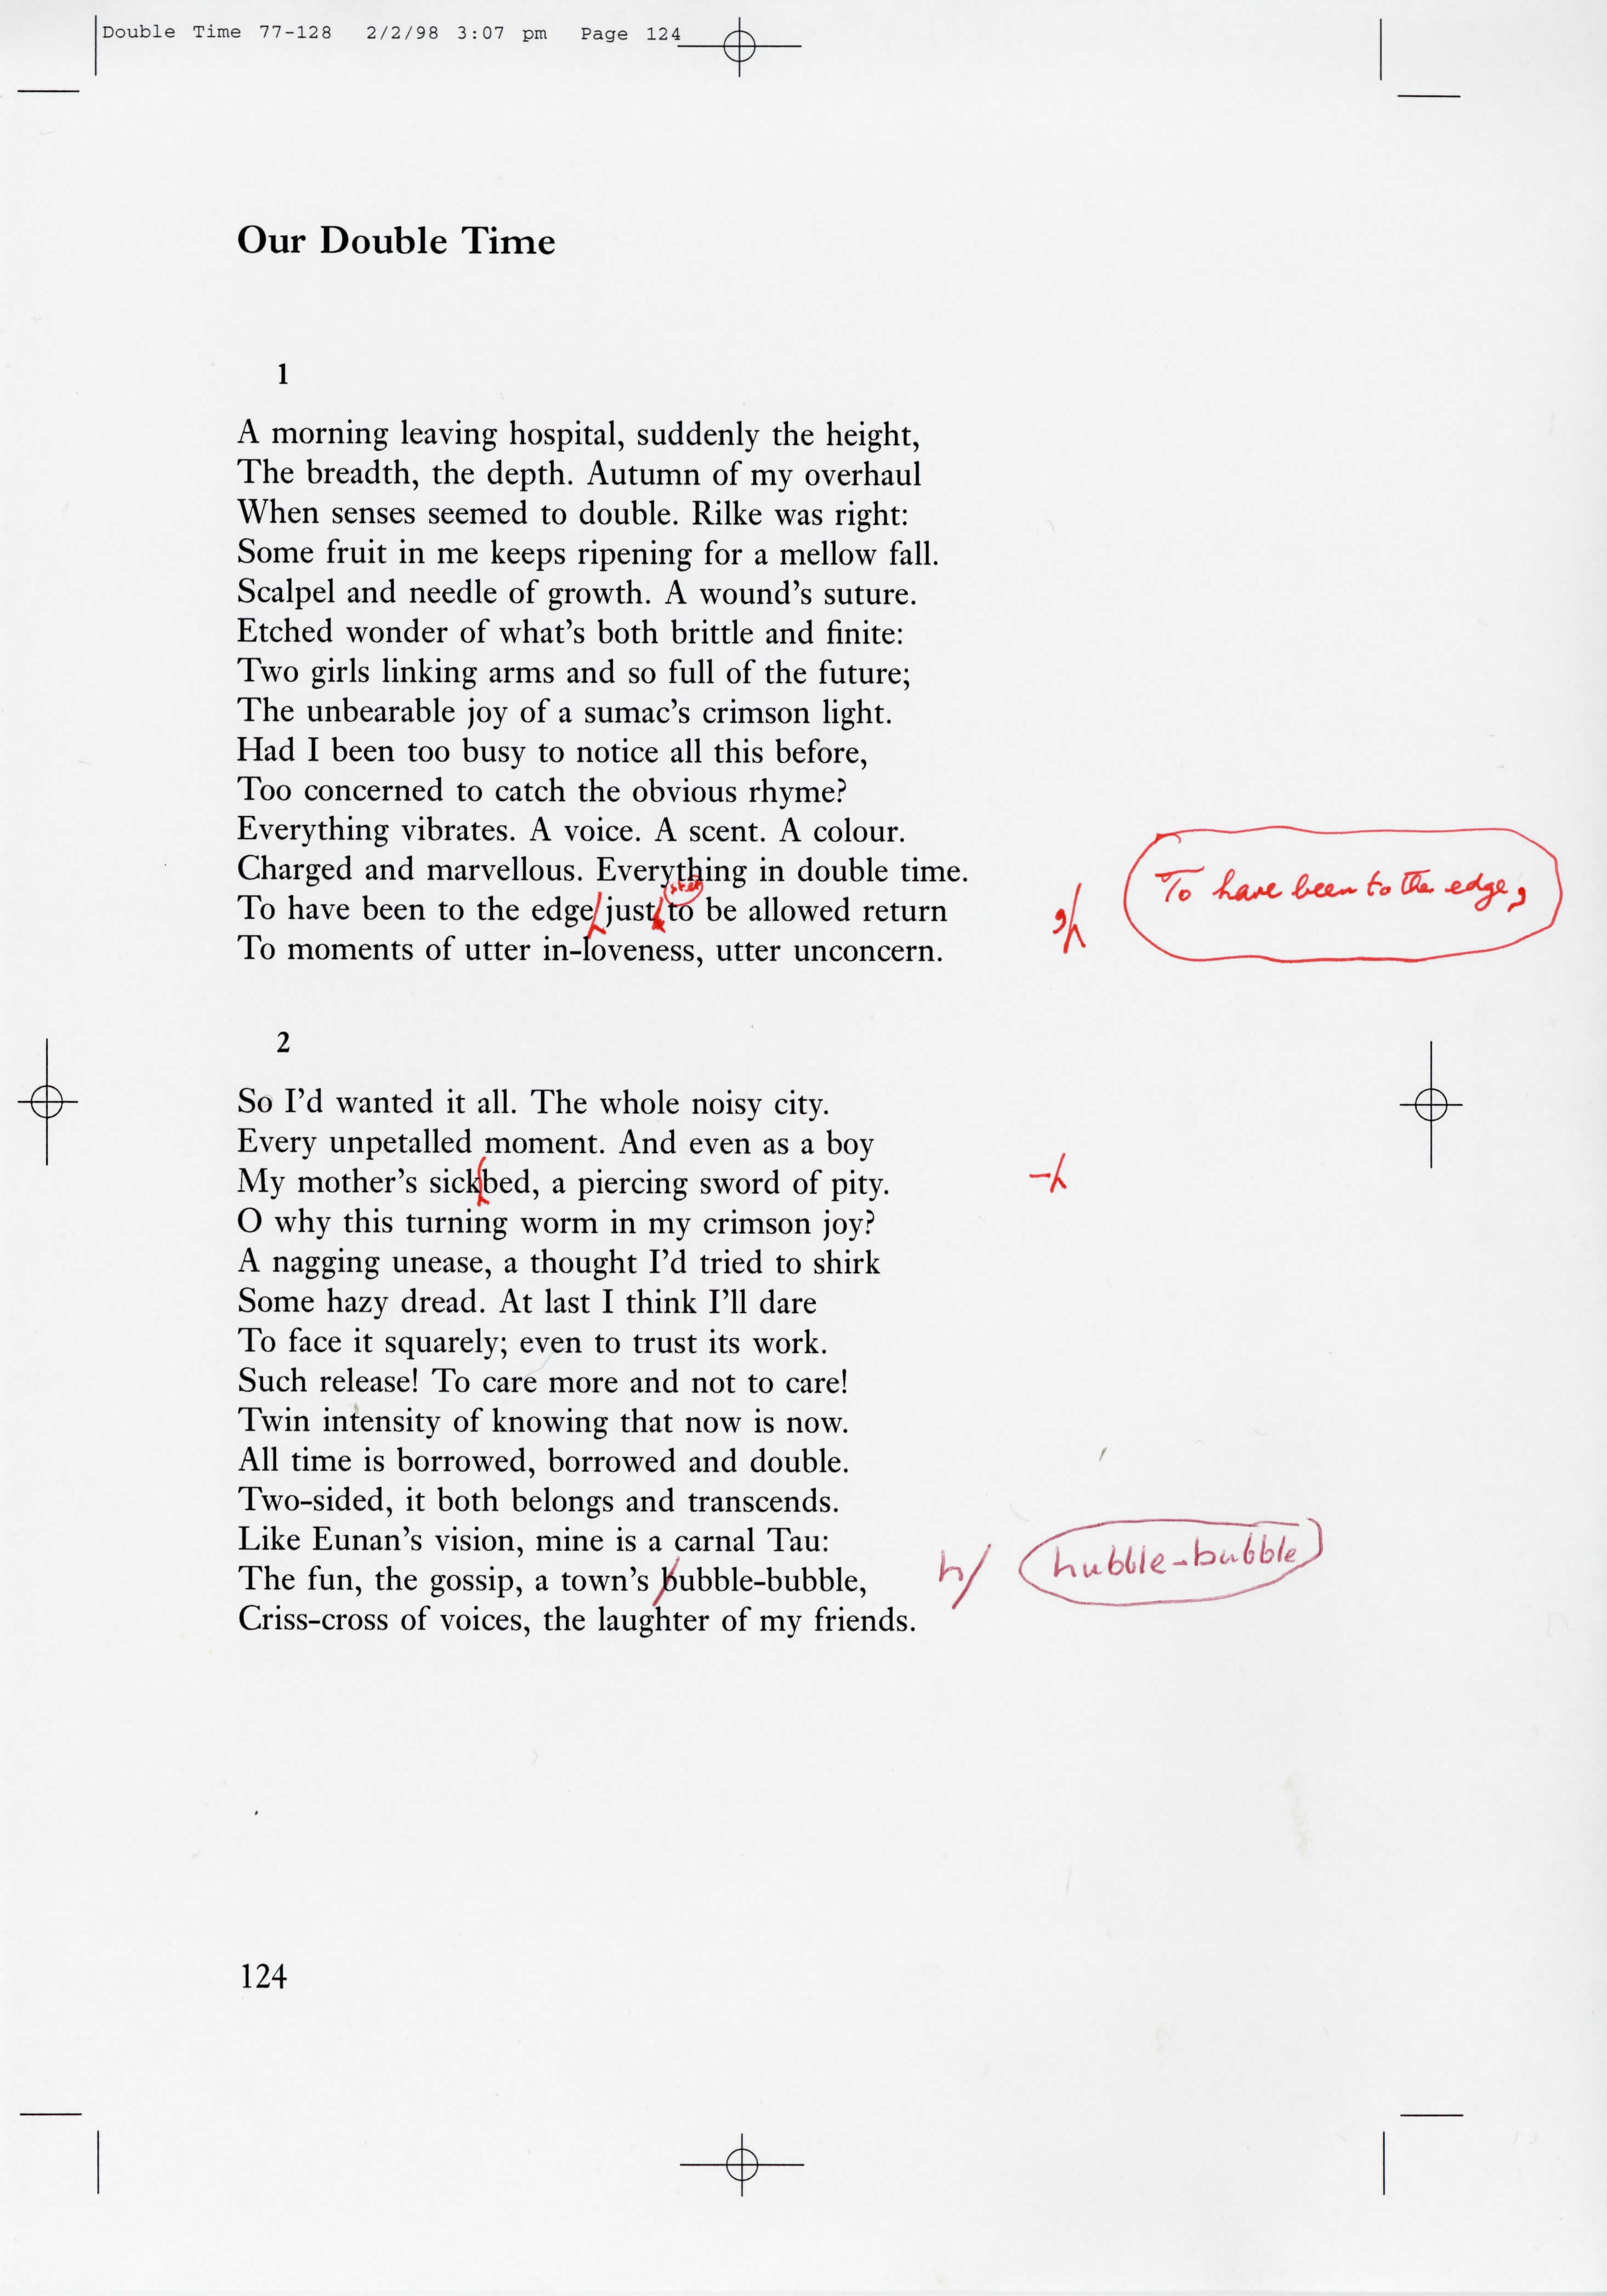 Double Time 77-128 2/2/98 3:07 pm Page 124
Our Double Time
1
A morning leaving hospital, suddenly the height,
The breadth, the depth. Autumn of my overhaul
When senses seemed to double. Rilke was right:
Some fruit in me keeps ripening for a mellow fall.
Scalpel and needle of growth. A wound's suture.
Etched wonder of what's both brittle and finite:
Two girls linking arms and so full of the future;
The unbearable joy of a sumac's crimson light.
Had I been too busy to notice all this before,
Too concerned to catch the obvious rhyme?
Everything vibrates. A voice. A scent. A colour.
Charged and marvellous. Everything in double time.
stet
To have been to the edge just to be allowed return
,/
To have been to the edge,
To moments of utter in-loveness, utter unconcern.
2
So I'd wanted it all. The whole noisy city.
Every unpetalled moment. And even as a boy
My mother's sickbed, a piercing sword of pity.
-/
O why this turning worm in my crimson joy?
A nagging unease, a thought I'd tried to shirk
Some hazy dread. At last I think I'll dare
To face it squarely; even to trust its work.
Such release! To care more and not to care!
Twin intensity of knowing that now is now.
All time is borrowed, borrowed and double.
Two-sided, it both belongs and transcends.
Like Eunan's vision, mine is a carnal Tau:
The fun, the gossip, a town's bubble-bubble,
h/ hubble-bubble
Criss-cross of voices, the laughter of my friends.
124